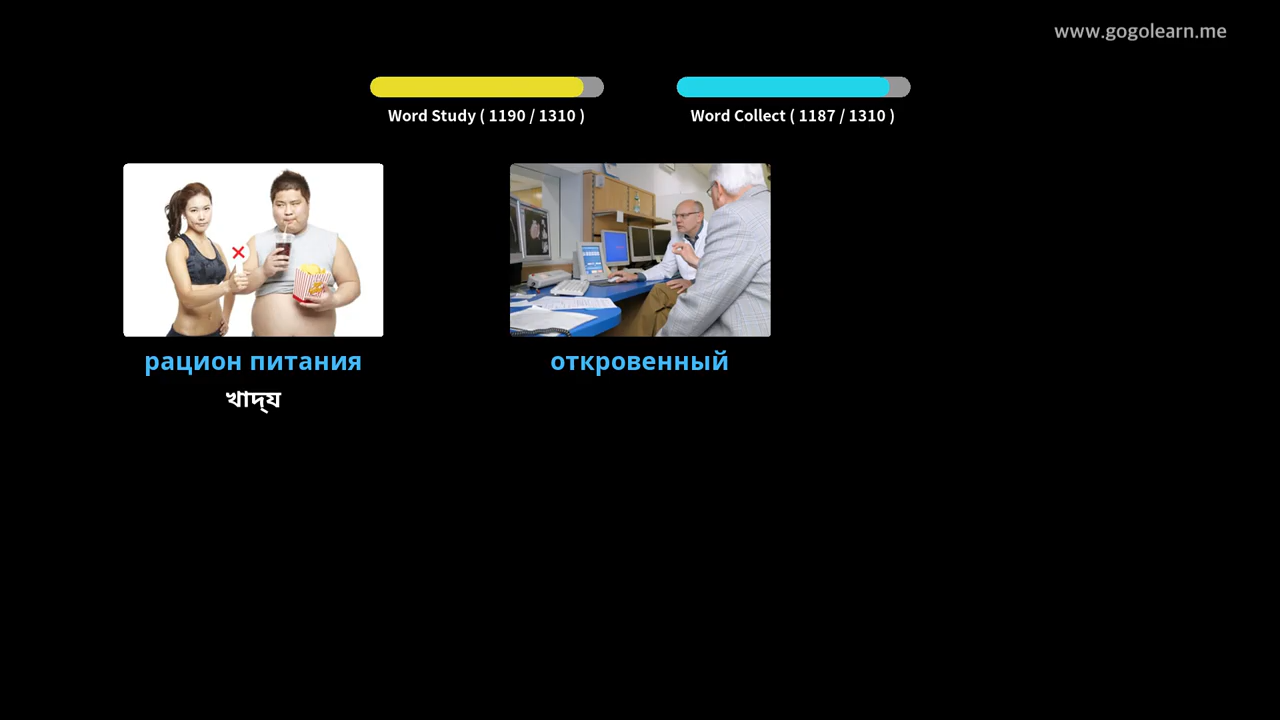 www.gogolearn.me
Word Study ( 1190 / 1310 )
Word Collect ( 1187 / 1310 )
рацион питания
откровенный
খাদ্য